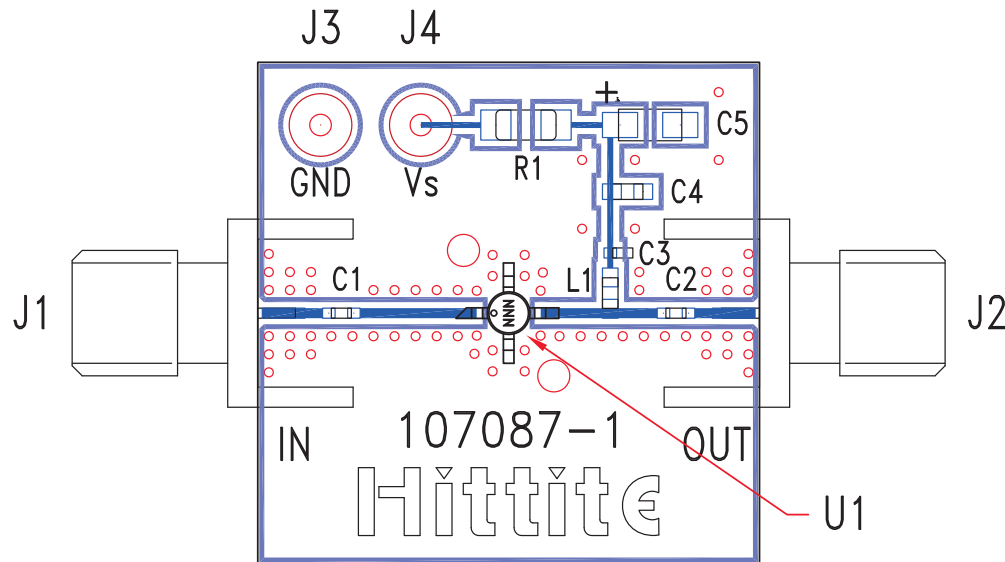 J3 J4
+
C5
R1
GND Vs
C4
C3
C1 L1 C2
J1 NNN J2
107087-1
IN OUT
Hittite
U1